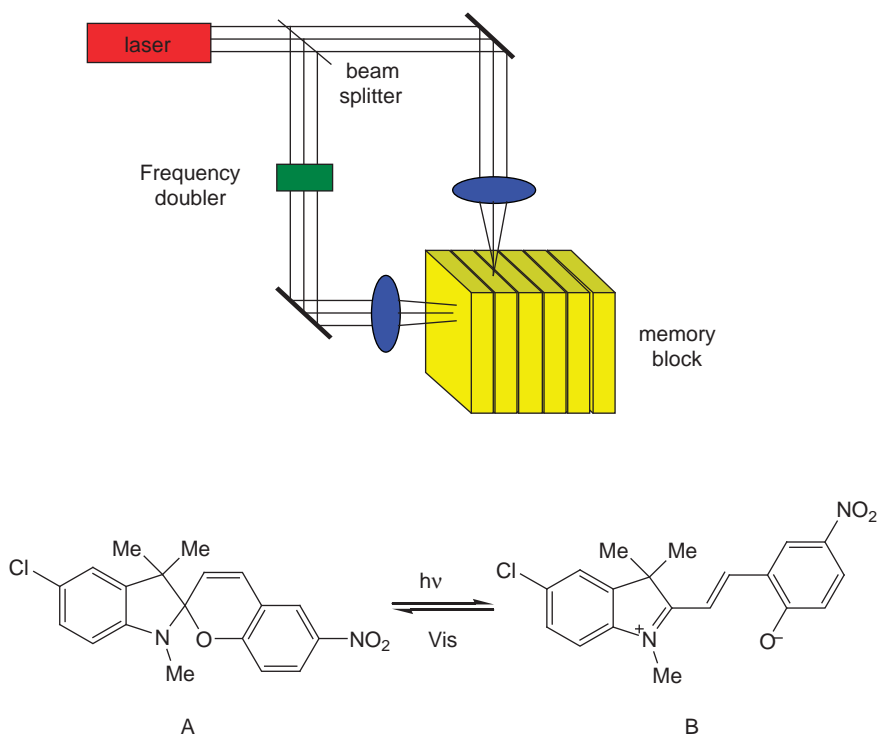 laser
beam
splitter
Frequency
doubler
memory
block
NO₂
Me Me
Me Me
Cl
Cl
hν
N
O
NO₂
Vis
N
+
O⁻
Me
Me
A
B